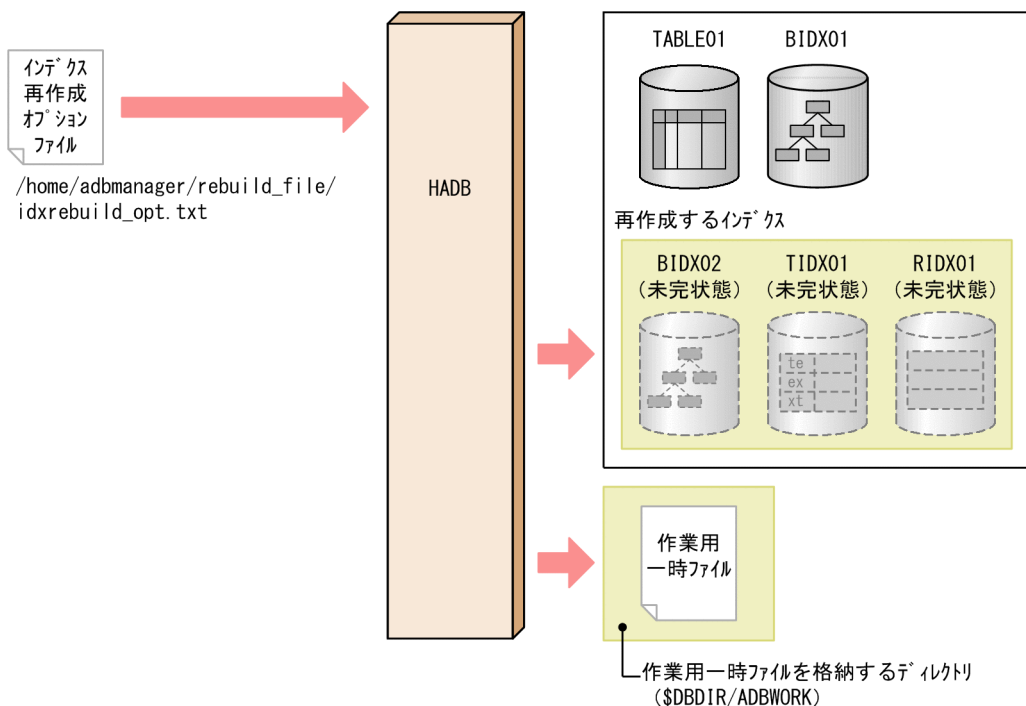 インデクス
再作成
オプション
ファイル
/home/adbmanager/rebuild_file/
idxrebuild_opt.txt
HADB
TABLE01
BIDX01
再作成するインデクス
BIDX02
（未完状態）
TIDX01
（未完状態）
RIDX01
（未完状態）
te
ex
xt
作業用
一時ファイル
作業用一時ファイルを格納するディレクトリ
（$DBDIR/ADBWORK）